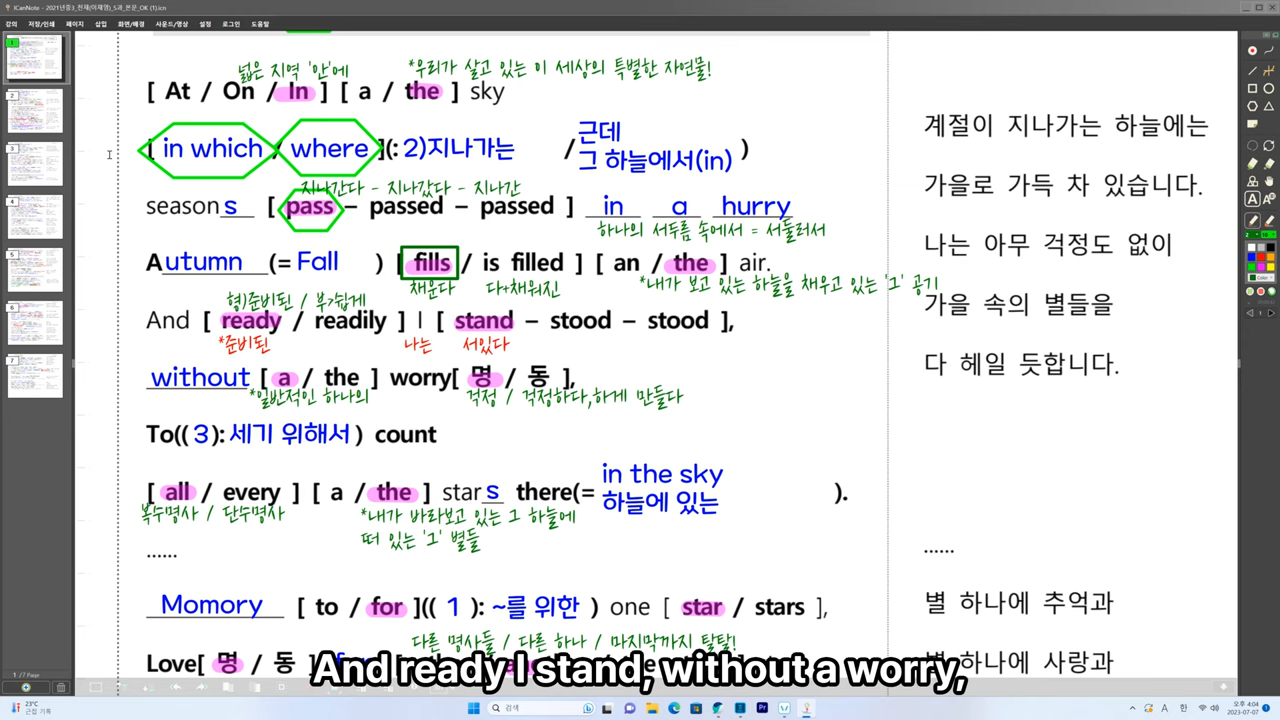 ICanNote - 2021년중3_천재(이재영)_5과_본문_OK (1).icn
강의 저장/인쇄 페이지 삽입 화면/배경 사운드/영상 설정 로그인 도움말
넓은 지역 '안'에 *우리가 살고 있는 이 세상의 특별한 자연물!
[ At / On / In ] [ a / the ] sky
계절이 지나가는 하늘에는
[ in which / where ](: 2)지나가는 / 근데
그 하늘에서(in) )
가을로 가득 차 있습니다.
지나간다 - 지나갔다 - 지나간
seasons [ pass – passed – passed ] in a hurry
하나의 서두름 속에서 = 서둘러서
나는 아무 걱정도 없이
Autumn (= Fall ) [ fills / is filled ] [ an / the ] air.
채운다 다+채워진 *내가 보고 있는 하늘을 채우고 있는 '그' 공기
가을 속의 별들을
형)준비된 / 부>쉽게
And [ ready / readily ] I [ stand – stood – stood ],
*준비된 나는 서있다
다 헤일 듯합니다.
without [ a / the ] worry[ 명 / 동 ],
*일반적인 하나의 걱정 / 걱정하다,하게 만들다
To(( 3): 세기 위해서 ) count
[ all / every ] [ a / the ] stars there(= in the sky
하늘에 있는 ).
복수명사 / 단수명사 *내가 바라보고 있는 그 하늘에
떠 있는 '그' 별들
...... ......
Momory [ to / for ](( 1 ): ~를 위한 ) one [ star / stars ],
별 하나에 추억과
다른 명사들 / 다른 하나 / 마지막까지 탈탈!
Love[ 명 / 동 ]
별 하나에 사랑과
And ready I stand, without a worry,
1 /7 Page
23°C
근접 기록
검색
오후 4:04
2023-07-07